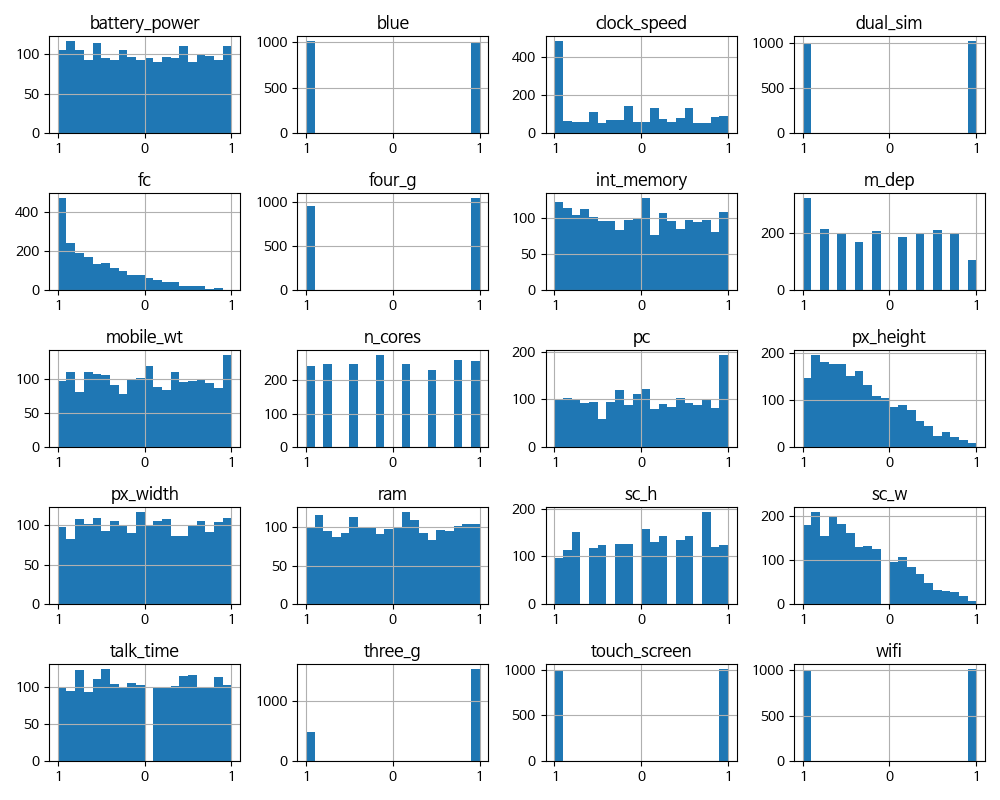 battery_power blue clock_speed dual_sim
100 50 0 1 0 1
1000 500 0 1 0 1
400 200 0 1 0 1
1000 500 0 1 0 1
fc four_g int_memory m_dep
400 200 0 1 0 1
1000 500 0 1 0 1
100 50 0 1 0 1
200 0 1 0 1
mobile_wt n_cores pc px_height
100 50 0 1 0 1
200 100 0 1 0 1
200 100 0 1 0 1
200 100 0 1 0 1
px_width ram sc_h sc_w
100 50 0 1 0 1
100 50 0 1 0 1
200 100 0 1 0 1
200 100 0 1 0 1
talk_time three_g touch_screen wifi
100 50 0 1 0 1
1000 0 1 0 1
1000 500 0 1 0 1
1000 500 0 1 0 1